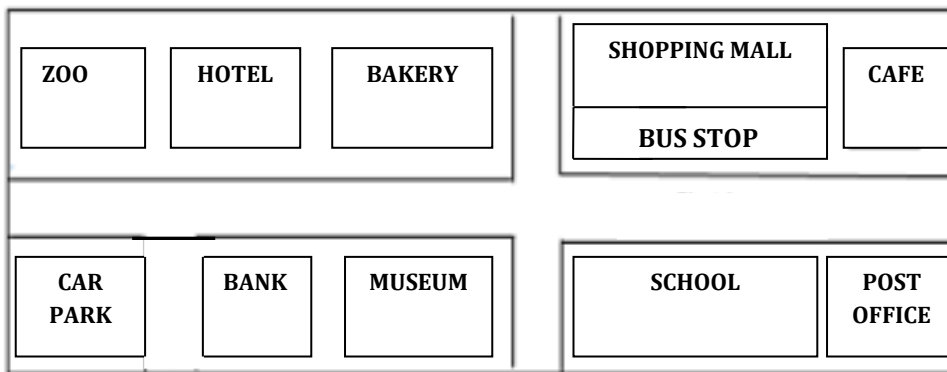 ZOO
HOTEL
BAKERY
SHOPPING MALL
CAFE
BUS STOP
CAR
PARK
BANK
MUSEUM
SCHOOL
POST
OFFICE